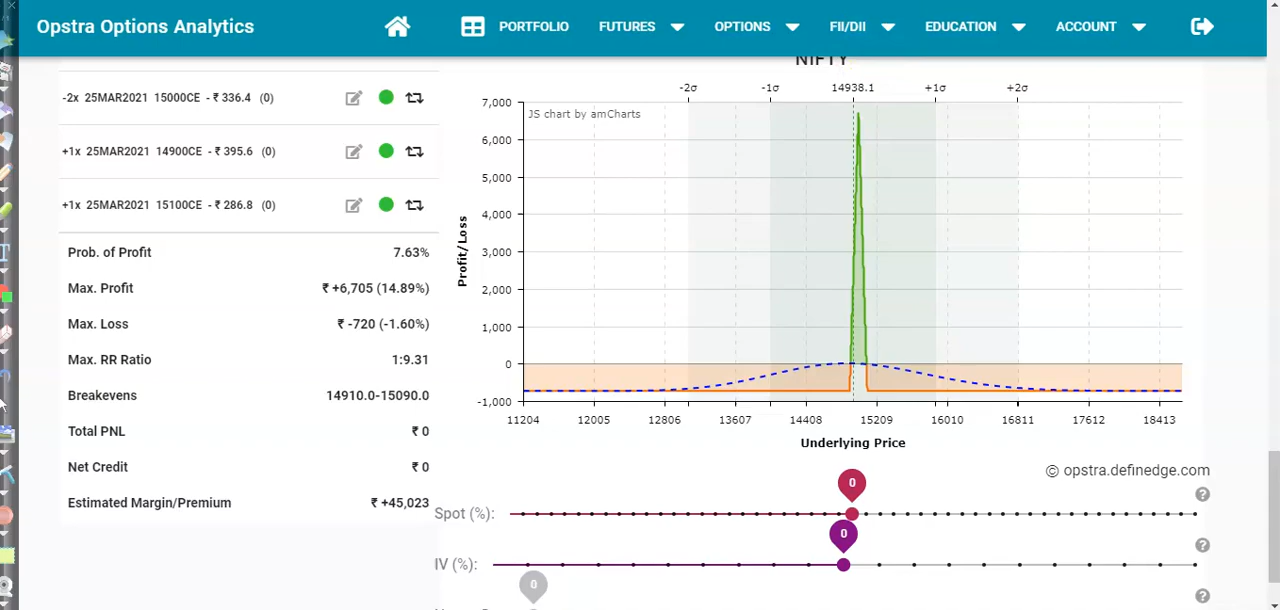 Opstra Options Analytics
PORTFOLIO FUTURES OPTIONS FII/DII EDUCATION ACCOUNT
NIFTY
-2x 25MAR2021 15000CE - ₹ 336.4 (0)
+1x 25MAR2021 14900CE - ₹ 395.6 (0)
+1x 25MAR2021 15100CE - ₹ 286.8 (0)
Prob. of Profit 7.63%
Max. Profit ₹ +6,705 (14.89%)
Max. Loss ₹ -720 (-1.60%)
Max. RR Ratio 1:9.31
Breakevens 14910.0-15090.0
Total PNL ₹ 0
Net Credit ₹ 0
Estimated Margin/Premium ₹ +45,023
-2σ -1σ 14938.1 +1σ +2σ
JS chart by amCharts
7,000
6,000
5,000
4,000
3,000
2,000
1,000
0
-1,000
Profit/Loss
11204 12005 12806 13607 14408 15209 16010 16811 17612 18413
Underlying Price
© opstra.definedge.com
0
Spot (%):
?
0
IV (%):
?
0
?